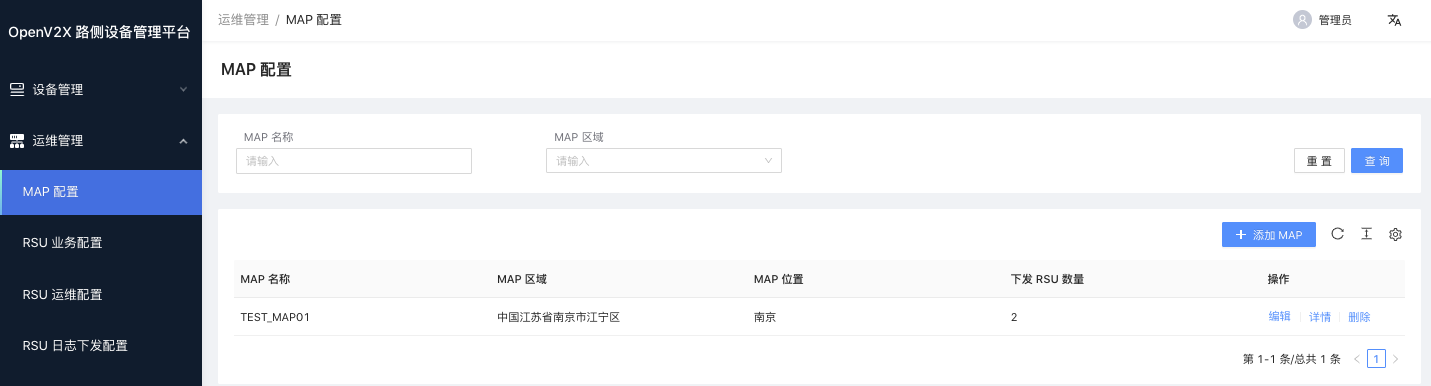 OpenV2X 路侧设备管理平台
设备管理
运维管理
MAP 配置
RSU 业务配置
RSU 运维配置
RSU 日志下发配置
运维管理 / MAP 配置
管理员
MAP 配置
MAP 名称
请输入
MAP 区域
请输入
重 置
查 询
添加 MAP
MAP 名称 MAP 区域 MAP 位置 下发 RSU 数量 操作
TEST_MAP01 中国江苏省南京市江宁区 南京 2 编辑 详情 删除
第 1-1 条/总共 1 条 < 1 >